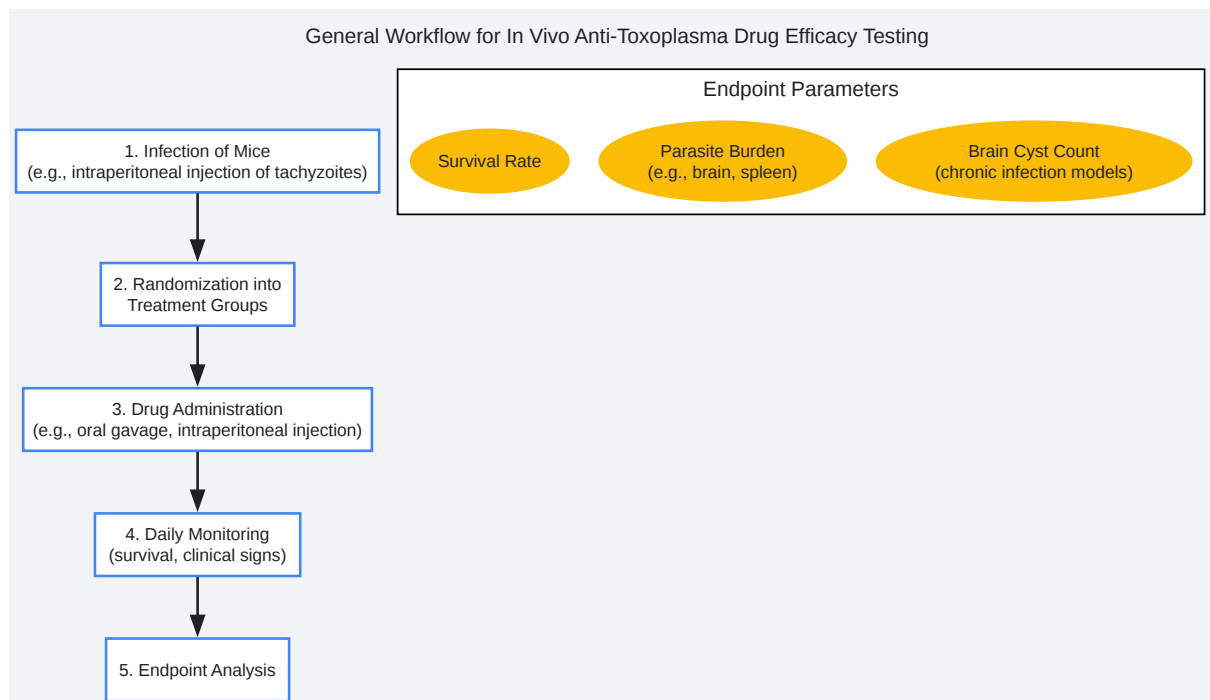 General Workflow for In Vivo Anti-Toxoplasma Drug Efficacy Testing
Endpoint Parameters
Survival Rate
Parasite Burden
(e.g., brain, spleen)
Brain Cyst Count
(chronic infection models)
1. Infection of Mice
(e.g., intraperitoneal injection of tachyzoites)
2. Randomization into
Treatment Groups
3. Drug Administration
(e.g., oral gavage, intraperitoneal injection)
4. Daily Monitoring
(survival, clinical signs)
5. Endpoint Analysis